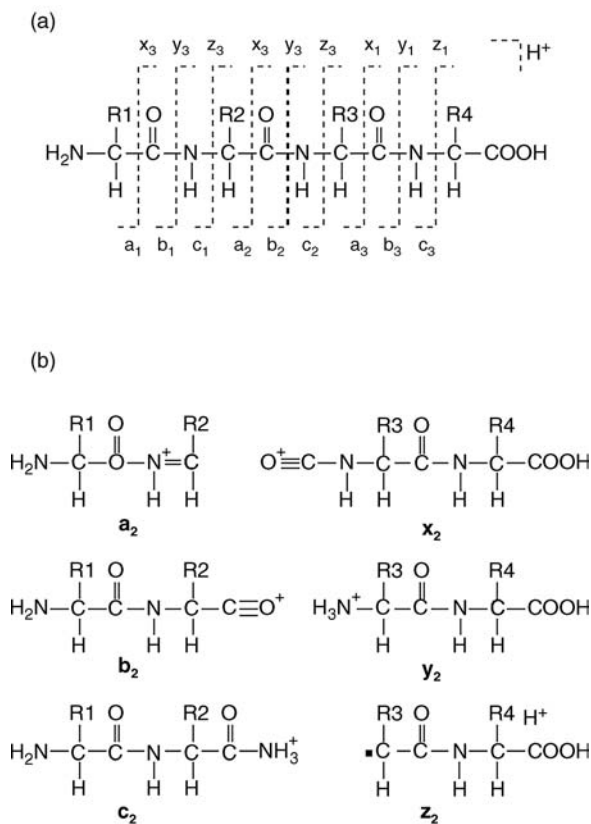 (a)
x₃ y₃ z₃ x₃ y₃ z₃ x₁ y₁ z₁
H⁺
R1 O R2 O R3 O R4
H₂N C C N C C N C C N C COOH
H H H H H H H
a₁ b₁ c₁ a₂ b₂ c₂ a₃ b₃ c₃
(b)
R1 O R2
H₂N C O N⁺ C
H H H
a₂
R3 O R4
O⁺ C N C C N C COOH
H H H H
x₂
R1 O R2
H₂N C C N C C O⁺
H H H
b₂
R3 O R4
H₃N⁺ C C N C COOH
H H H
y₂
R1 O R2 O
H₂N C C N C C NH₃⁺
H H H
c₂
R3 O R4 H⁺
C C N C COOH
H H H
z₂